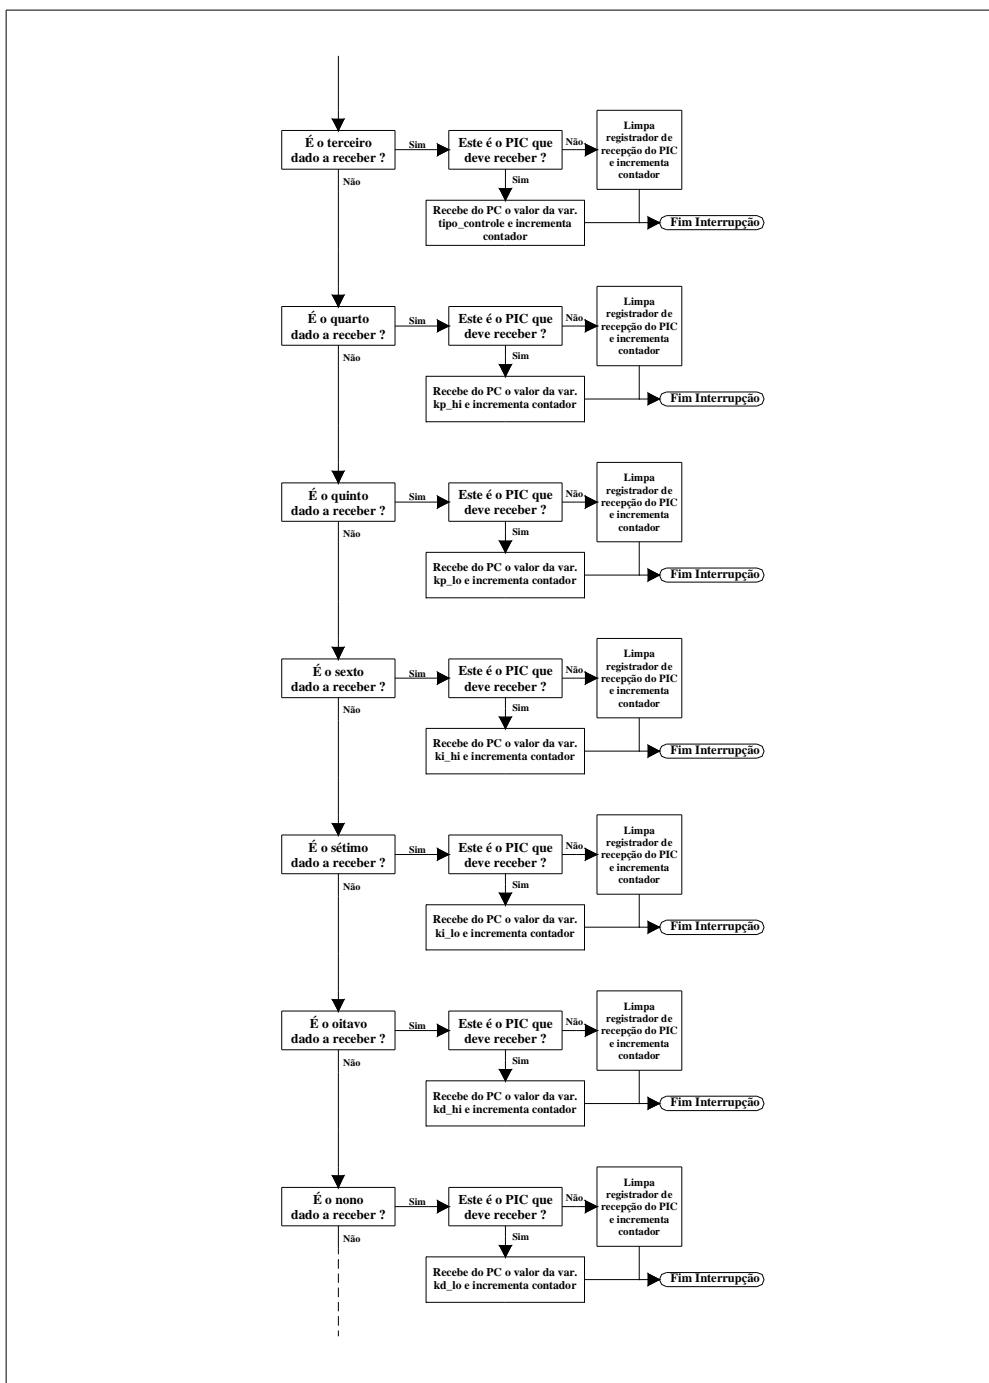 É o terceiro
dado a receber ?
Sim
Este é o PIC que
deve receber ?
Não
Limpa
registrador de
recepção do PIC
e incrementa
contador
Não
Sim
Recebe do PC o valor da var.
tipo_controle e incrementa
contador
Fim Interrupção
É o quarto
dado a receber ?
Sim
Este é o PIC que
deve receber ?
Não
Limpa
registrador de
recepção do PIC
e incrementa
contador
Não
Sim
Recebe do PC o valor da var.
kp_hi e incrementa contador
Fim Interrupção
É o quinto
dado a receber ?
Sim
Este é o PIC que
deve receber ?
Não
Limpa
registrador de
recepção do PIC
e incrementa
contador
Não
Sim
Recebe do PC o valor da var.
kp_lo e incrementa contador
Fim Interrupção
É o sexto
dado a receber ?
Sim
Este é o PIC que
deve receber ?
Não
Limpa
registrador de
recepção do PIC
e incrementa
contador
Não
Sim
Recebe do PC o valor da var.
ki_hi e incrementa contador
Fim Interrupção
É o sétimo
dado a receber ?
Sim
Este é o PIC que
deve receber ?
Não
Limpa
registrador de
recepção do PIC
e incrementa
contador
Não
Sim
Recebe do PC o valor da var.
ki_lo e incrementa contador
Fim Interrupção
É o oitavo
dado a receber ?
Sim
Este é o PIC que
deve receber ?
Não
Limpa
registrador de
recepção do PIC
e incrementa
contador
Não
Sim
Recebe do PC o valor da var.
kd_hi e incrementa contador
Fim Interrupção
É o nono
dado a receber ?
Sim
Este é o PIC que
deve receber ?
Não
Limpa
registrador de
recepção do PIC
e incrementa
contador
Não
Sim
Recebe do PC o valor da var.
kd_lo e incrementa contador
Fim Interrupção